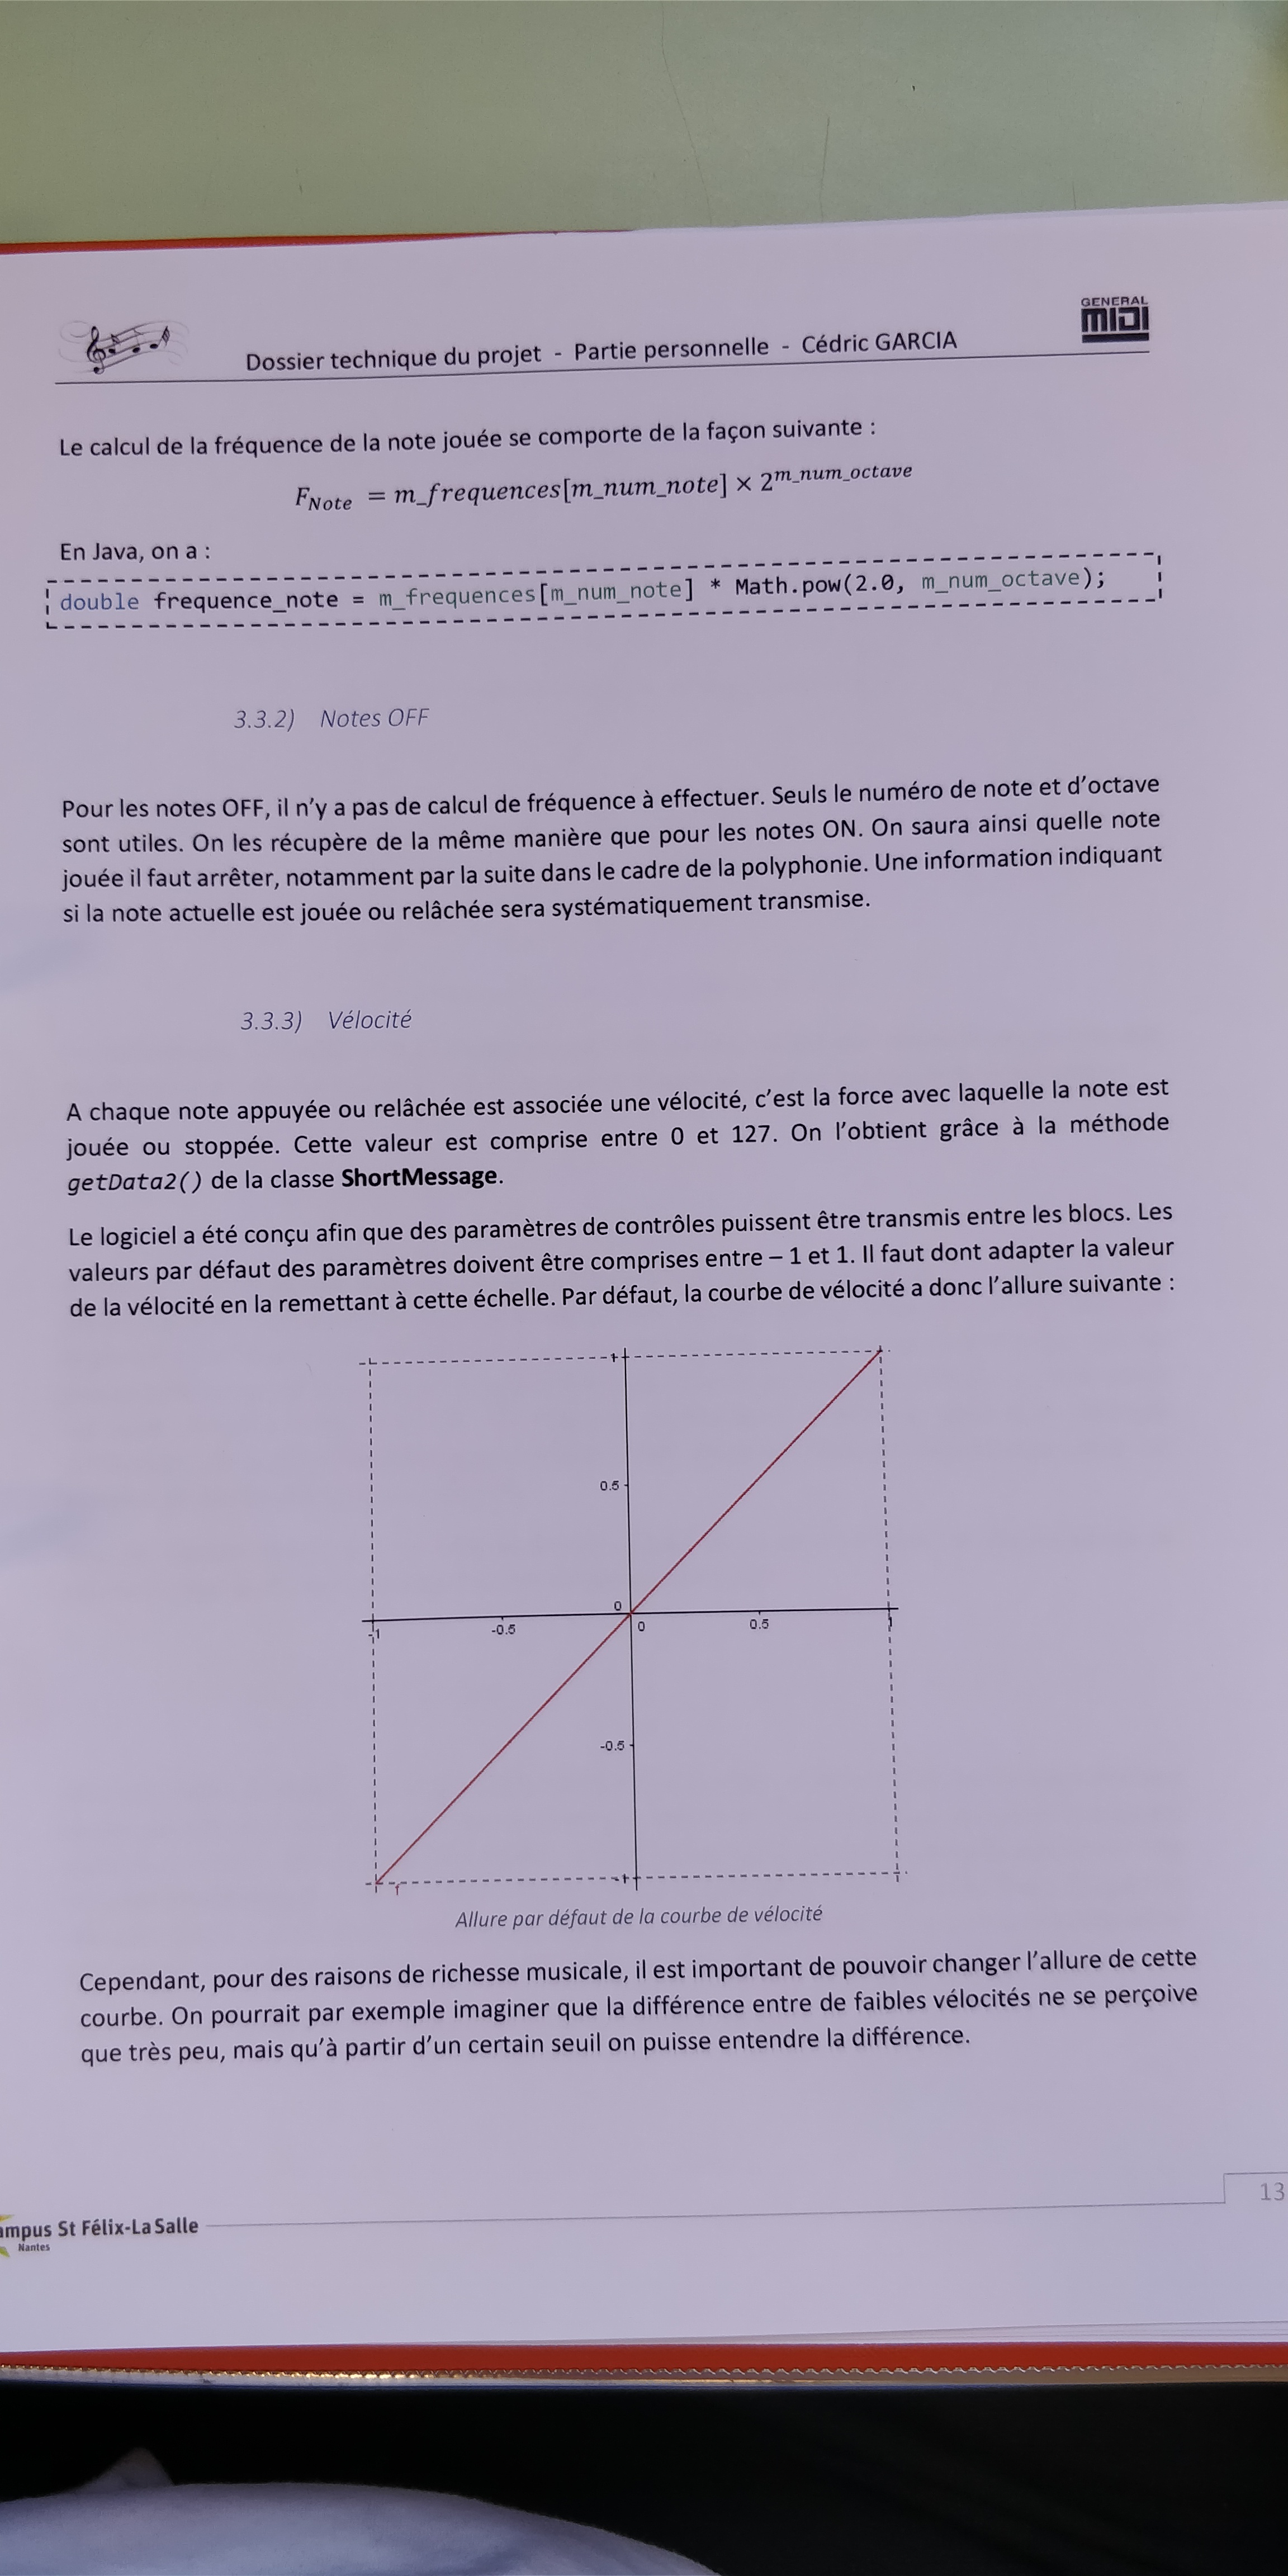 GENERAL
MIDI
Dossier technique du projet - Partie personnelle - Cédric GARCIA
Le calcul de la fréquence de la note jouée se comporte de la façon suivante :
F_Note = m_frequences[m_num_note] × 2^m_num_octave
En Java, on a :
double frequence_note = m_frequences[m_num_note] * Math.pow(2.0, m_num_octave);
3.3.2) Notes OFF
Pour les notes OFF, il n’y a pas de calcul de fréquence à effectuer. Seuls le numéro de note et d’octave
sont utiles. On les récupère de la même manière que pour les notes ON. On saura ainsi quelle note
jouée il faut arrêter, notamment par la suite dans le cadre de la polyphonie. Une information indiquant
si la note actuelle est jouée ou relâchée sera systématiquement transmise.
3.3.3) Vélocité
A chaque note appuyée ou relâchée est associée une vélocité, c’est la force avec laquelle la note est
jouée ou stoppée. Cette valeur est comprise entre 0 et 127. On l’obtient grâce à la méthode
getData2() de la classe ShortMessage.
Le logiciel a été conçu afin que des paramètres de contrôles puissent être transmis entre les blocs. Les
valeurs par défaut des paramètres doivent être comprises entre – 1 et 1. Il faut dont adapter la valeur
de la vélocité en la remettant à cette échelle. Par défaut, la courbe de vélocité a donc l’allure suivante :
1
0.5
0
-1 -0.5 0 0.5 1
-0.5
-1
f
Allure par défaut de la courbe de vélocité
Cependant, pour des raisons de richesse musicale, il est important de pouvoir changer l’allure de cette
courbe. On pourrait par exemple imaginer que la différence entre de faibles vélocités ne se perçoive
que très peu, mais qu’à partir d’un certain seuil on puisse entendre la différence.
13
ampus St Félix-La Salle
Nantes